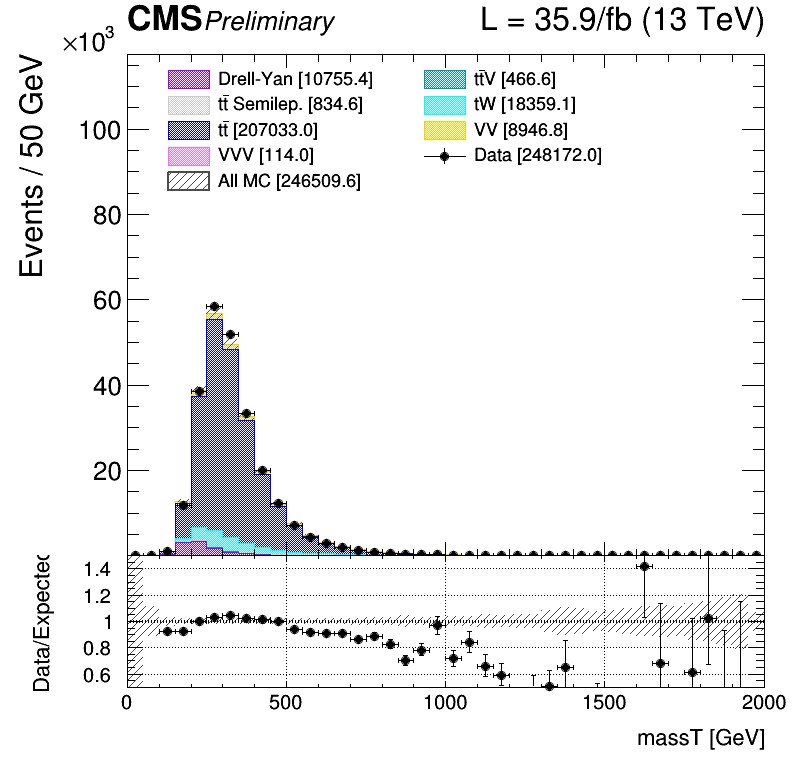 CMS Preliminary L = 35.9/fb (13 TeV)
×10³
Events / 50 GeV
Drell-Yan [10755.4]
tt̄ Semilep. [834.6]
tt̄ [207033.0]
VVV [114.0]
All MC [246509.6]
tt̄V [466.6]
tW [18359.1]
VV [8946.8]
Data [248172.0]
100
80
60
40
20
Data/Expected
1.4
1.2
1
0.8
0.6
0 500 1000 1500 2000
massT [GeV]